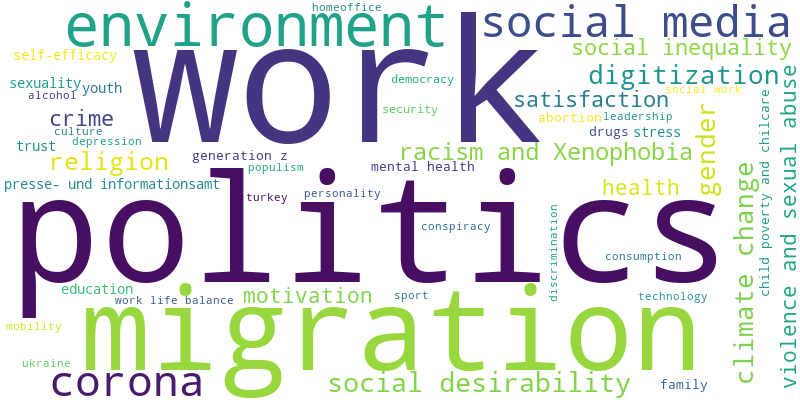 homeoffice
environment
social media
work
self-efficacy
social inequality
sexuality
youth
democracy
digitization
alcohol
social work
satisfaction
crime
security
abortion
leadership
culture
drugs
stress
trust
depression
generation z
racism and Xenophobia
religion
populism
mental health
gender
presse- und informationsamt
health
turkey
personality
politics
conspiracy
discrimination
consumption
climate change
child poverty and chilcare
violence and sexual abuse
education
work life balance
motivation
sport
technology
migration
mobility
ukraine
corona
social desirability
family